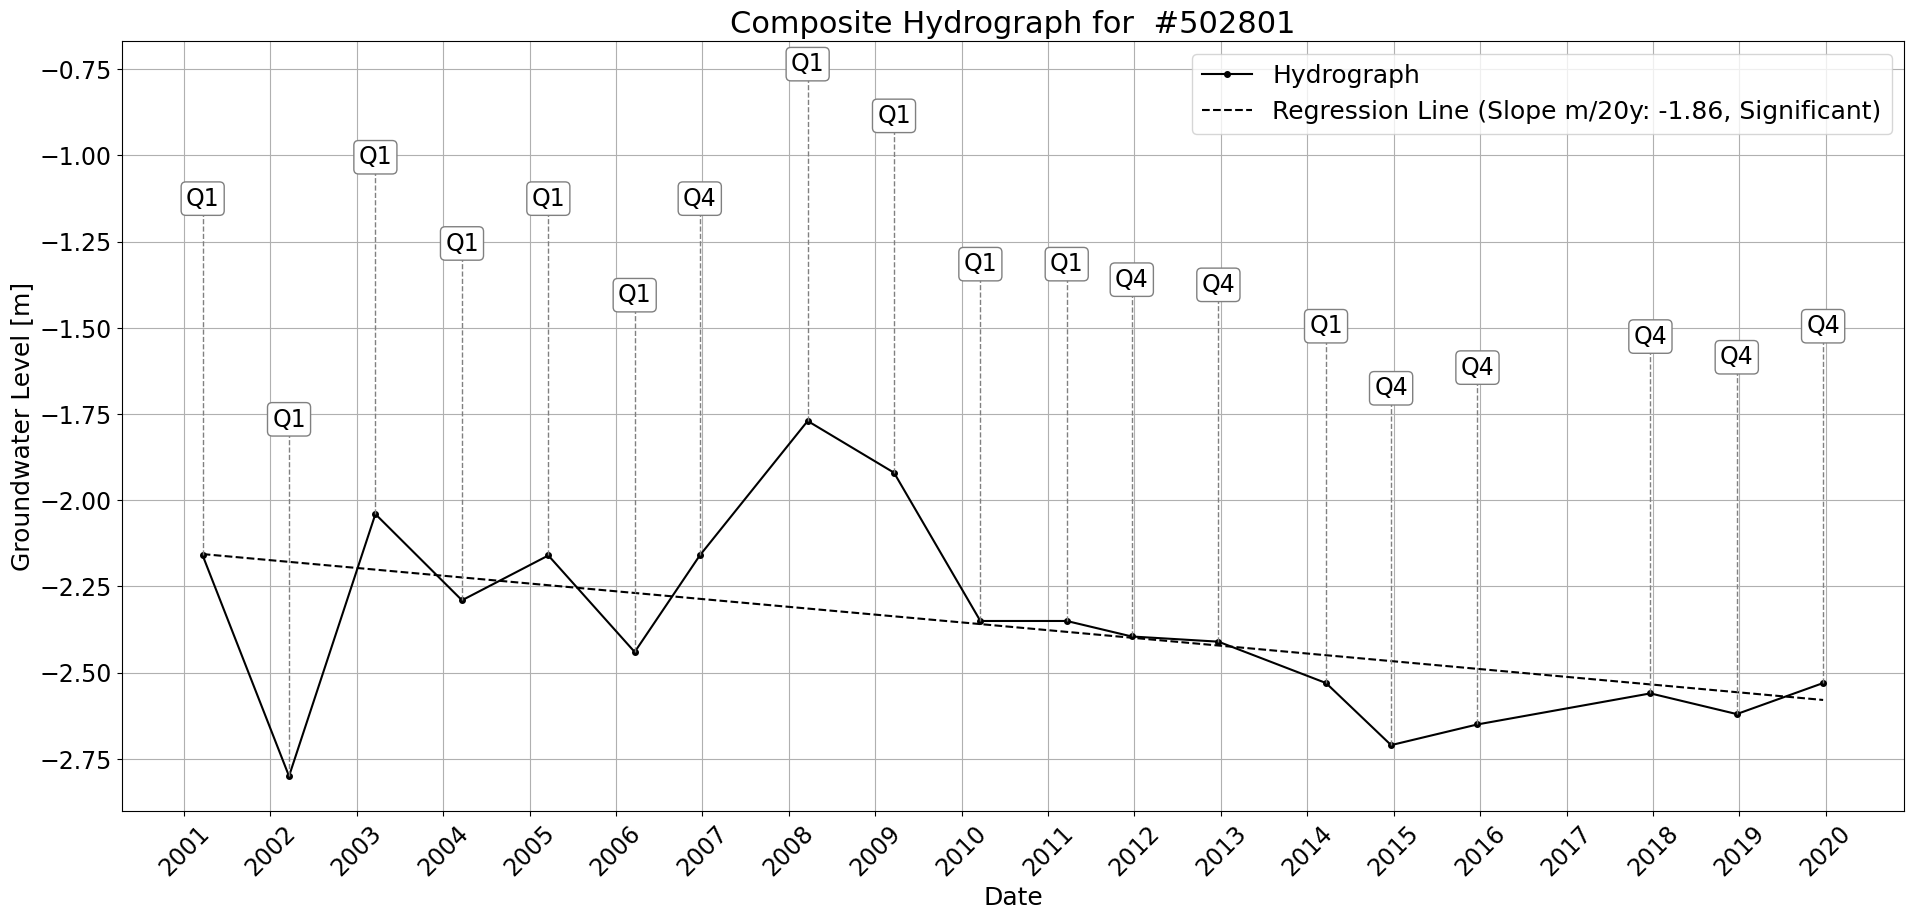 Composite Hydrograph for  #502801
Hydrograph
Regression Line (Slope m/20y: -1.86, Significant)
Groundwater Level [m]
−0.75
−1.00
−1.25
−1.50
−1.75
−2.00
−2.25
−2.50
−2.75
Q1
Q1
Q1
Q1
Q1
Q1
Q4
Q1
Q1
Q1
Q1
Q4
Q4
Q1
Q4
Q4
Q4
Q4
Q4
2001
2002
2003
2004
2005
2006
2007
2008
2009
2010
2011
2012
2013
2014
2015
2016
2017
2018
2019
2020
Date